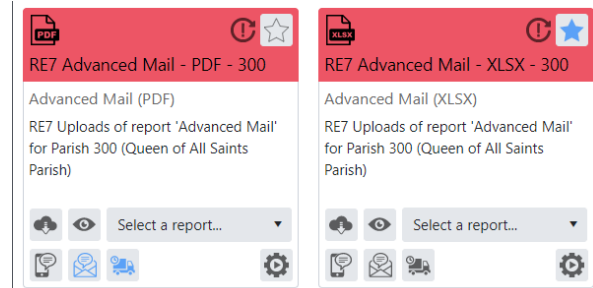 PDF
RE7 Advanced Mail - PDF - 300
Advanced Mail (PDF)
RE7 Uploads of report 'Advanced Mail'
for Parish 300 (Queen of All Saints
Parish)
Select a report...
XLSX
RE7 Advanced Mail - XLSX - 300
Advanced Mail (XLSX)
RE7 Uploads of report 'Advanced Mail'
for Parish 300 (Queen of All Saints
Parish)
Select a report...